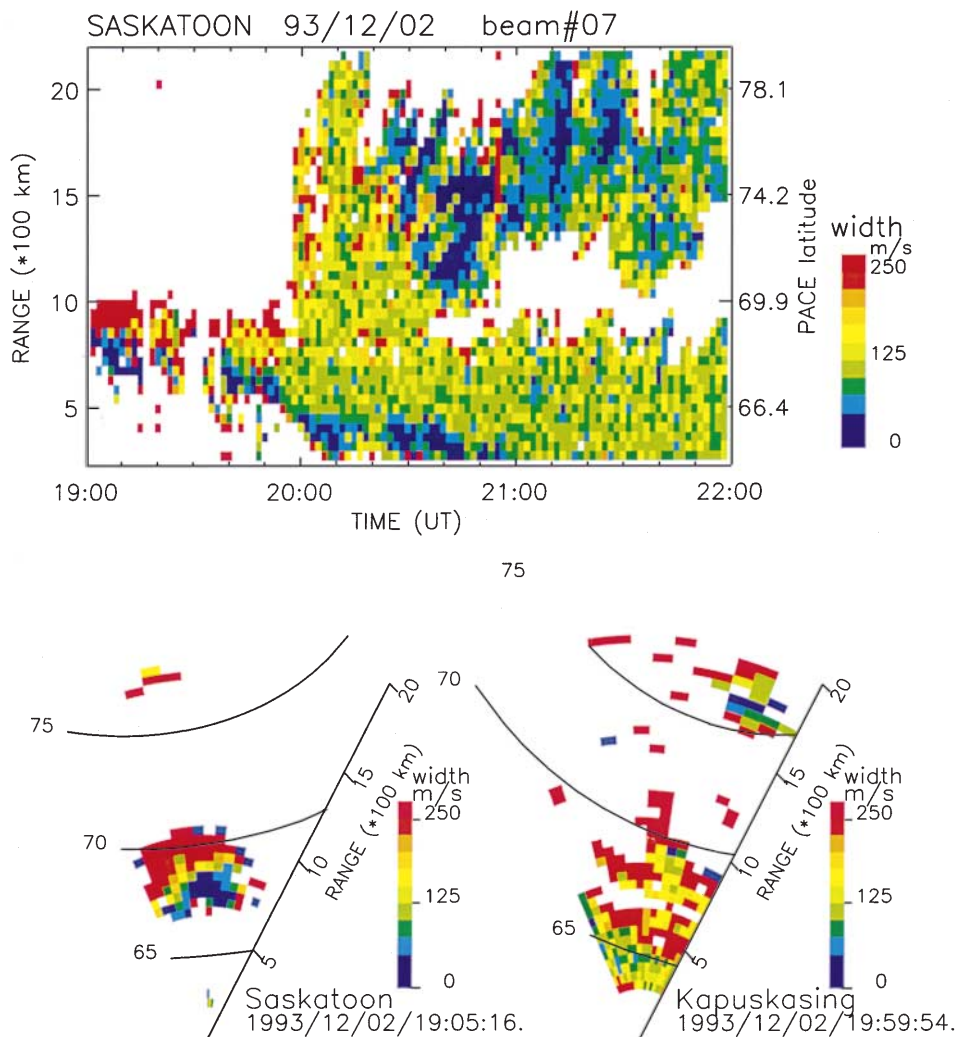 SASKATOON 93/12/02 beam#07
RANGE (*100 km)
20
15
10
5
78.1
74.2
69.9
66.4
PACE latitude
width
m/s
250
125
0
19:00 20:00 21:00 22:00
TIME (UT)
75
75
70
65
20
15
10
5
RANGE (*100 km)
width
m/s
250
125
0
Saskatoon
1993/12/02/19:05:16.
70
65
20
15
10
5
RANGE (*100 km)
width
m/s
250
125
0
Kapuskasing
1993/12/02/19:59:54.